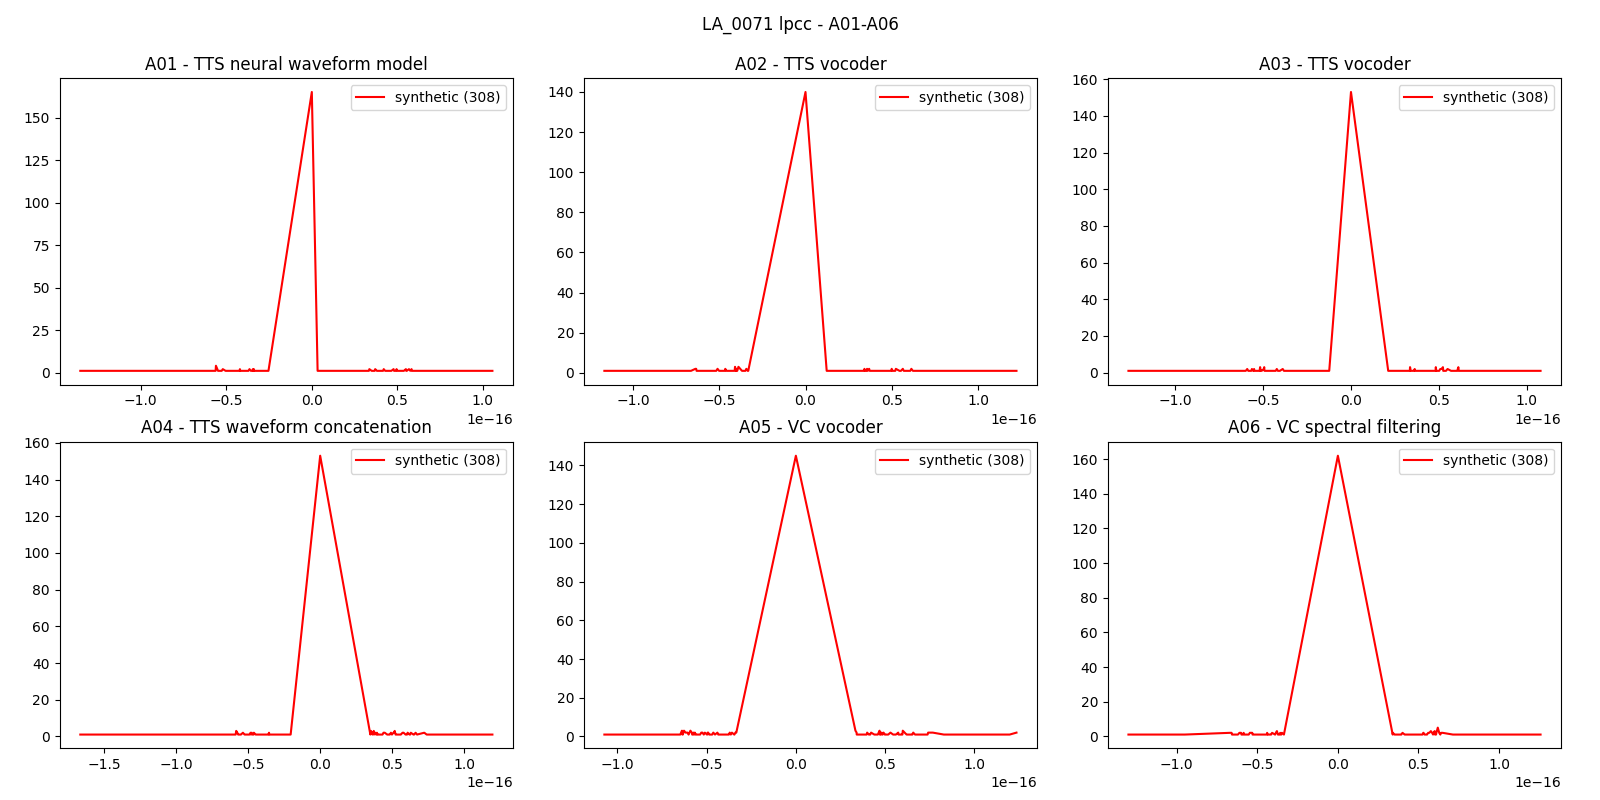 LA_0071 lpcc - A01-A06
A01 - TTS neural waveform model
synthetic (308)
150
125
100
75
50
25
0
−1.0 −0.5 0.0 0.5 1.0
1e−16
A02 - TTS vocoder
synthetic (308)
140
120
100
80
60
40
20
0
−1.0 −0.5 0.0 0.5 1.0
1e−16
A03 - TTS vocoder
synthetic (308)
160
140
120
100
80
60
40
20
0
−1.0 −0.5 0.0 0.5 1.0
1e−16
A04 - TTS waveform concatenation
synthetic (308)
160
140
120
100
80
60
40
20
0
−1.5 −1.0 −0.5 0.0 0.5 1.0
1e−16
A05 - VC vocoder
synthetic (308)
140
120
100
80
60
40
20
0
−1.0 −0.5 0.0 0.5 1.0
1e−16
A06 - VC spectral filtering
synthetic (308)
160
140
120
100
80
60
40
20
0
−1.0 −0.5 0.0 0.5 1.0
1e−16